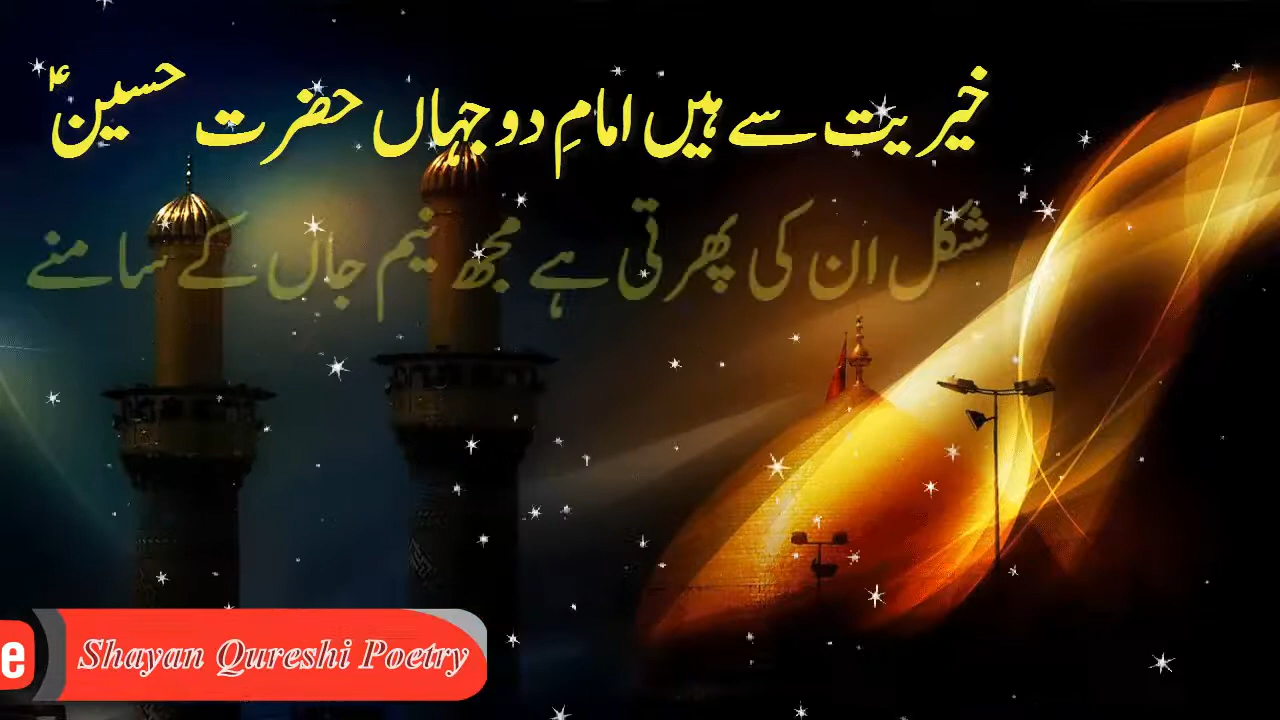 خیریت سے ہیں امامِ دو جہاں حضرت حسینؑ
شکل ان کی پھرتی ہے مجھ نیم جاں کے سامنے
e
Shayan Qureshi Poetry